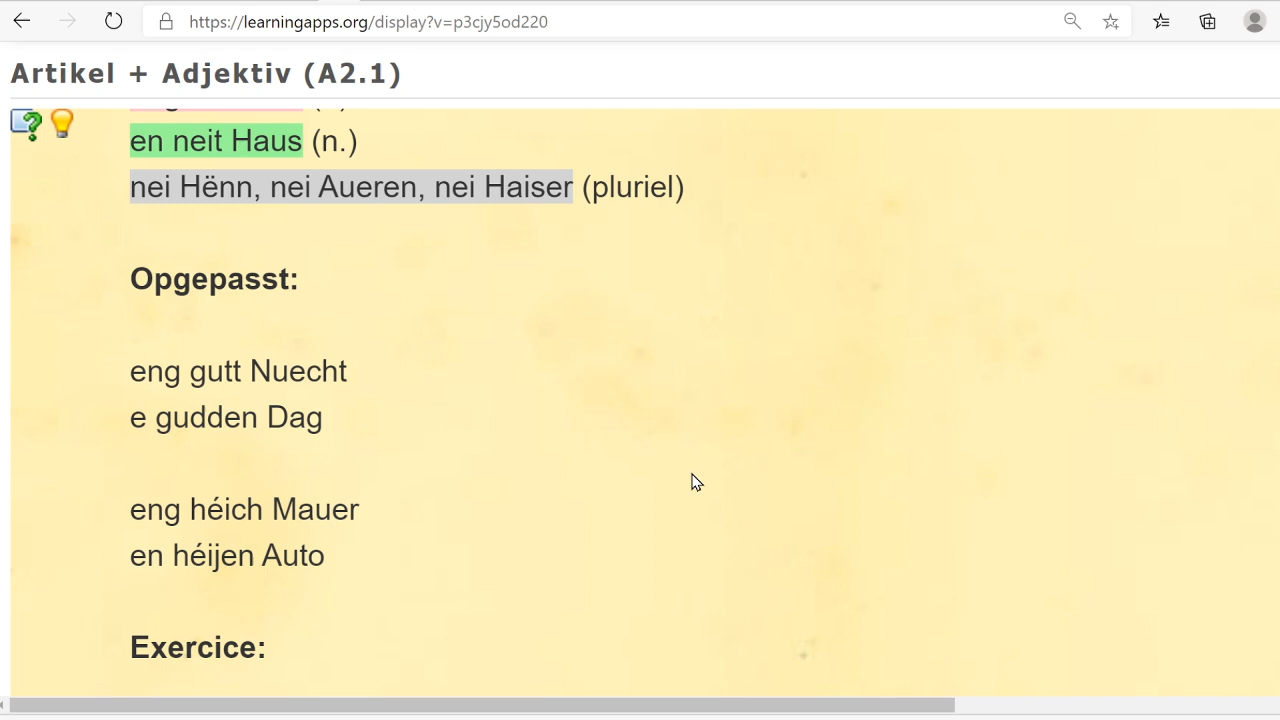 https://learningapps.org/display?v=p3cjy5od220
Artikel + Adjektiv (A2.1)
en neit Haus (n.)
nei Hënn, nei Aueren, nei Haiser (pluriel)
Opgepasst:
eng gutt Nuecht
e gudden Dag
eng héich Mauer
en héijen Auto
Exercice: